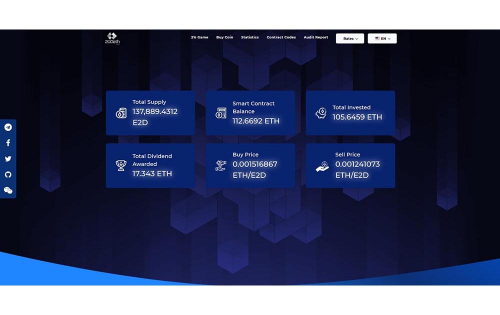 2X Game Buy Coin Statistics Contract Codes Audit Report Rates EN
Total Supply
137,889.4312
E2D
Smart Contract
Balance
112.6692 ETH
Total Invested
105.6459 ETH
Total Dividend
Awarded
17.343 ETH
Buy Price
0.001516867
ETH/E2D
Sell Price
0.001241073
ETH/E2D